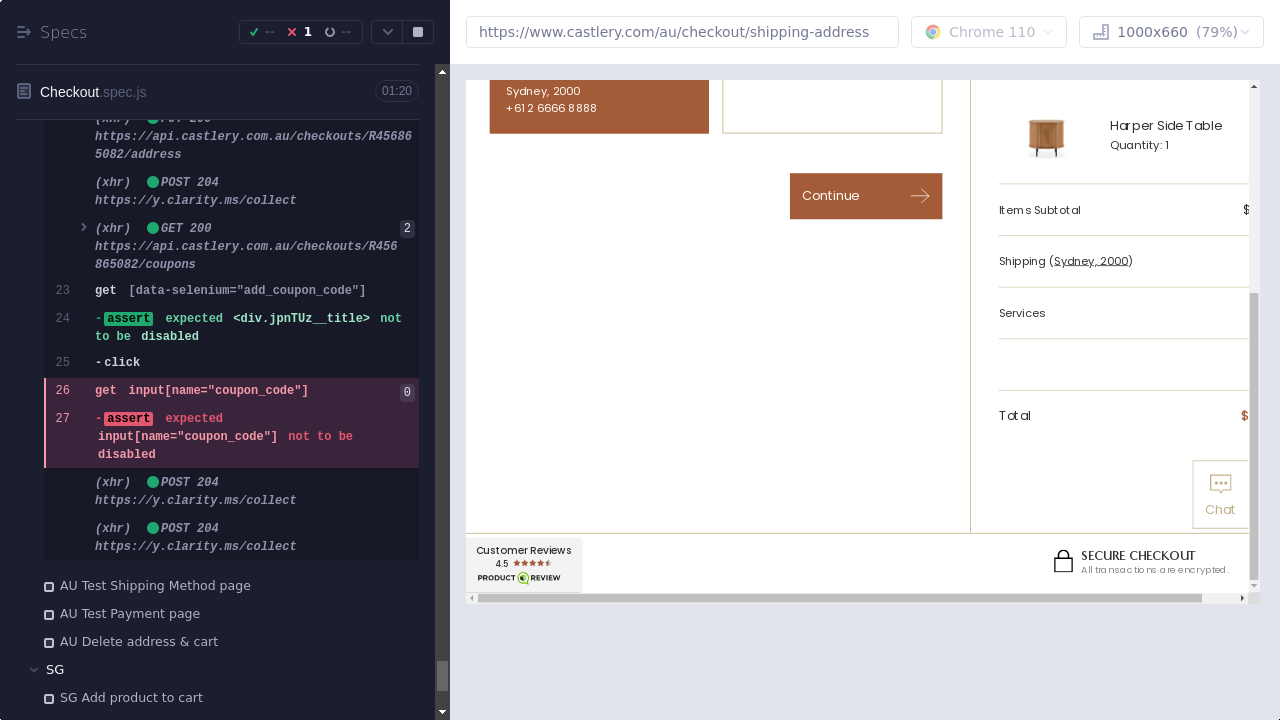 Specs
--
1
--
https://www.castlery.com/au/checkout/shipping-address
Chrome 110
1000x660 (79%)
Checkout.spec.js
01:20
https://api.castlery.com.au/checkouts/R45686
5082/address
(xhr) POST 204
https://y.clarity.ms/collect
(xhr) GET 200
2
https://api.castlery.com.au/checkouts/R456
865082/coupons
23 get [data-selenium="add_coupon_code"]
24 -assert expected <div.jpnTUz__title> not
to be disabled
25 -click
26 get input[name="coupon_code"]
0
27 -assert expected
input[name="coupon_code"] not to be
disabled
(xhr) POST 204
https://y.clarity.ms/collect
(xhr) POST 204
https://y.clarity.ms/collect
AU Test Shipping Method page
AU Test Payment page
AU Delete address & cart
SG
SG Add product to cart
Sydney, 2000
+61 2 6666 8888
Continue
Harper Side Table
Quantity: 1
Items Subtotal
$
Shipping (Sydney, 2000)
Services
Total
$
Chat
Customer Reviews
4.5
PRODUCT REVIEW
SECURE CHECKOUT
All transactions are encrypted.